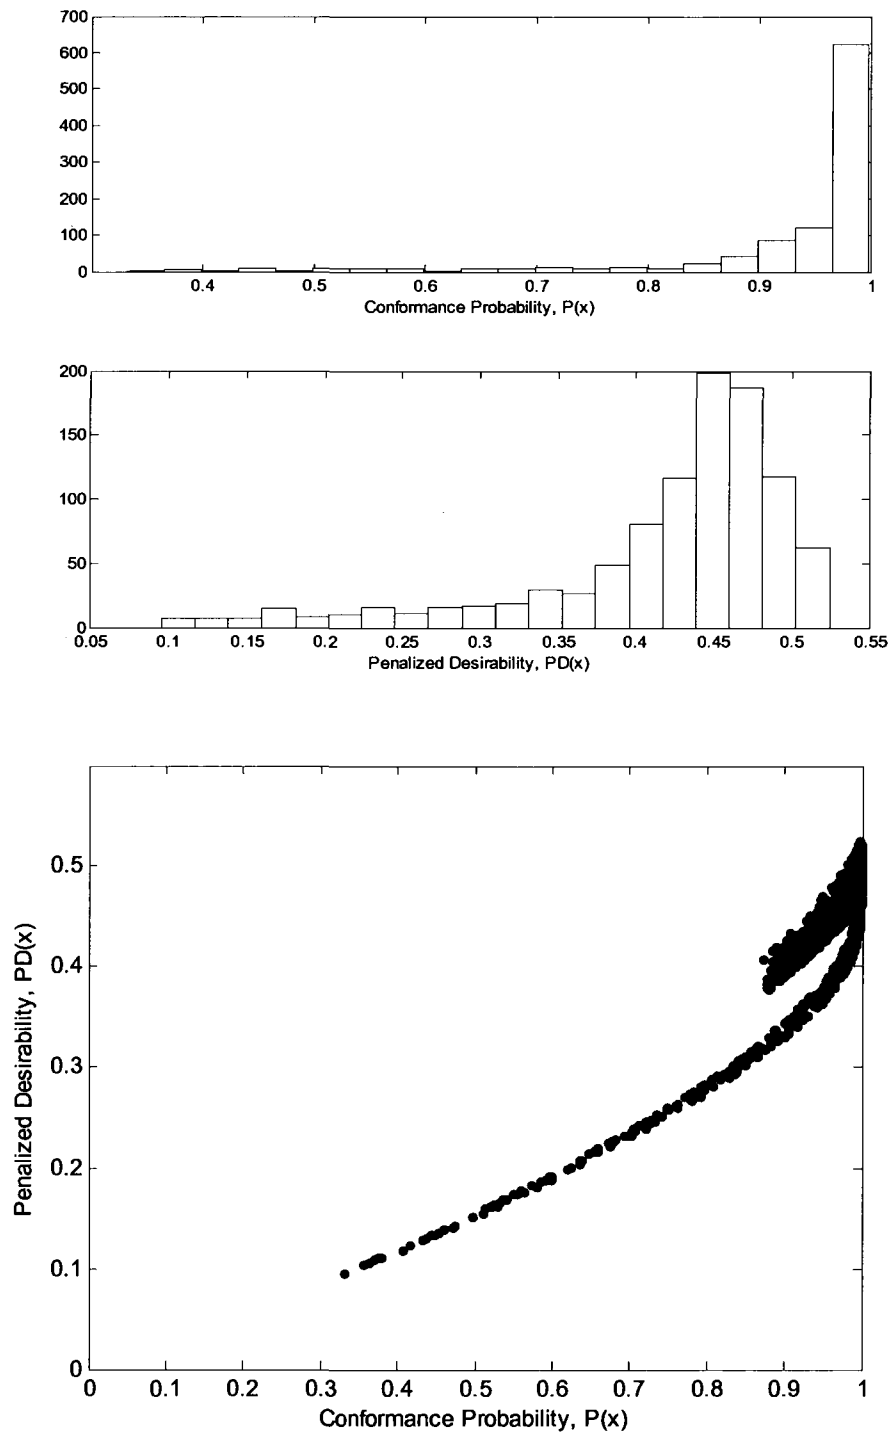 700
600
500
400
300
200
100
0
0.4 0.5 0.6 0.7 0.8 0.9 1
Conformance Probability, P(x)
200
150
100
50
0
0.05 0.1 0.15 0.2 0.25 0.3 0.35 0.4 0.45 0.5 0.55
Penalized Desirability, PD(x)
Penalized Desirability, PD(x)
0.5
0.4
0.3
0.2
0.1
0
0 0.1 0.2 0.3 0.4 0.5 0.6 0.7 0.8 0.9 1
Conformance Probability, P(x)